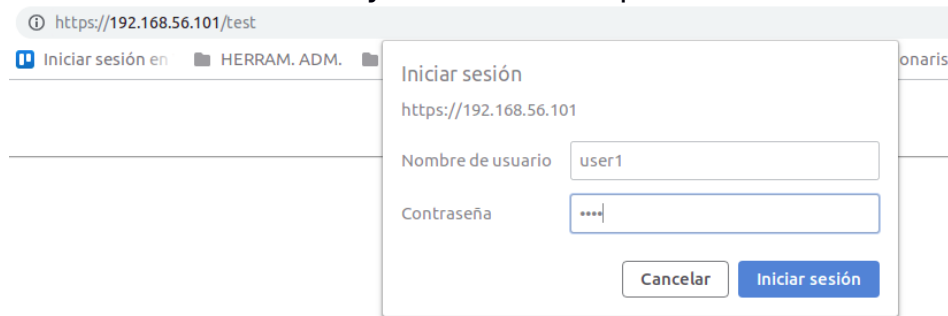 https://192.168.56.101/test
Iniciar sesión en HERRAM. ADM. onaris
Iniciar sesión
https://192.168.56.101
Nombre de usuario user1
Contraseña ••••
Cancelar Iniciar sesión